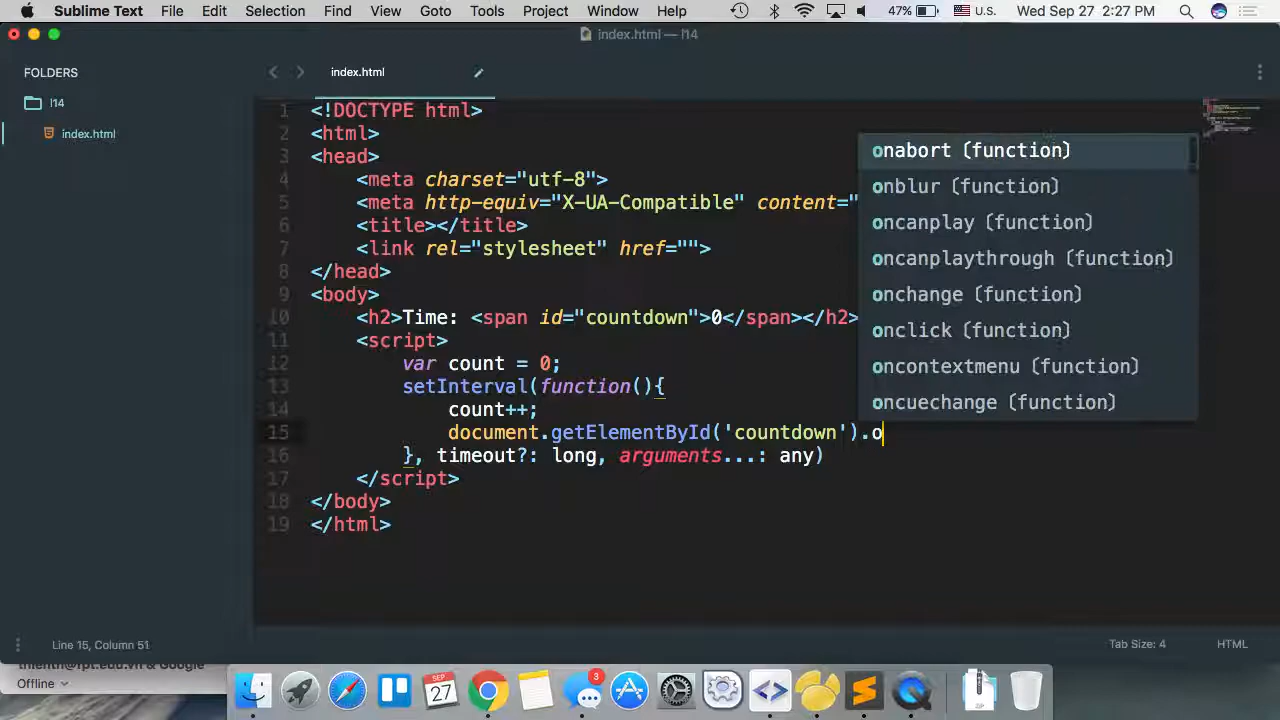 Sublime Text File Edit Selection Find View Goto Tools Project Window Help 47% U.S. Wed Sep 27 2:27 PM
index.html — l14
FOLDERS
l14
index.html
index.html
1 <!DOCTYPE html>
2 <html>
3 <head>
4 <meta charset="utf-8">
5 <meta http-equiv="X-UA-Compatible" content="
6 <title></title>
7 <link rel="stylesheet" href="">
8 </head>
9 <body>
10 <h2>Time: <span id="countdown">0</span></h2>
11 <script>
12 var count = 0;
13 setInterval(function(){
14 count++;
15 document.getElementById('countdown').o
16 }, timeout?: long, arguments...: any)
17 </script>
18 </body>
19 </html>
onabort (function)
onblur (function)
oncanplay (function)
oncanplaythrough (function)
onchange (function)
onclick (function)
oncontextmenu (function)
oncuechange (function)
Line 15, Column 51
Tab Size: 4 HTML
& Google
Offline
SEP
27
3
ZIP